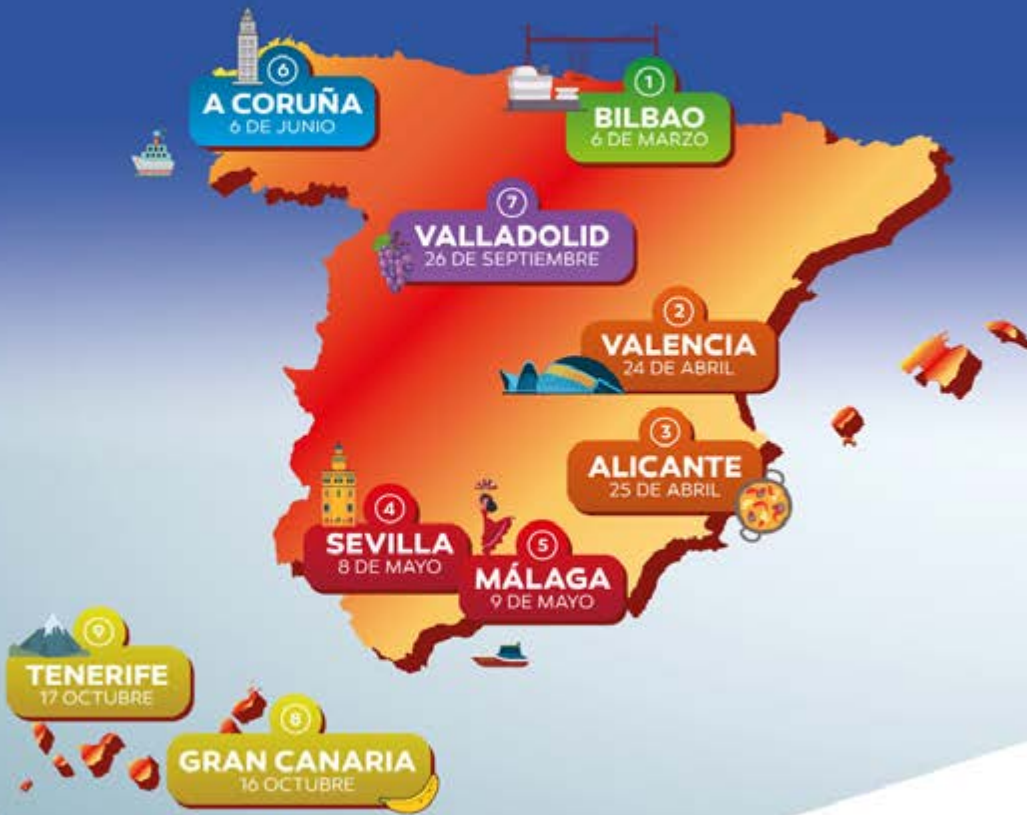 6
A CORUÑA
6 DE JUNIO
1
BILBAO
6 DE MARZO
7
VALLADOLID
26 DE SEPTIEMBRE
2
VALENCIA
24 DE ABRIL
3
ALICANTE
25 DE ABRIL
4
SEVILLA
8 DE MAYO
5
MÁLAGA
9 DE MAYO
9
TENERIFE
17 OCTUBRE
8
GRAN CANARIA
16 OCTUBRE